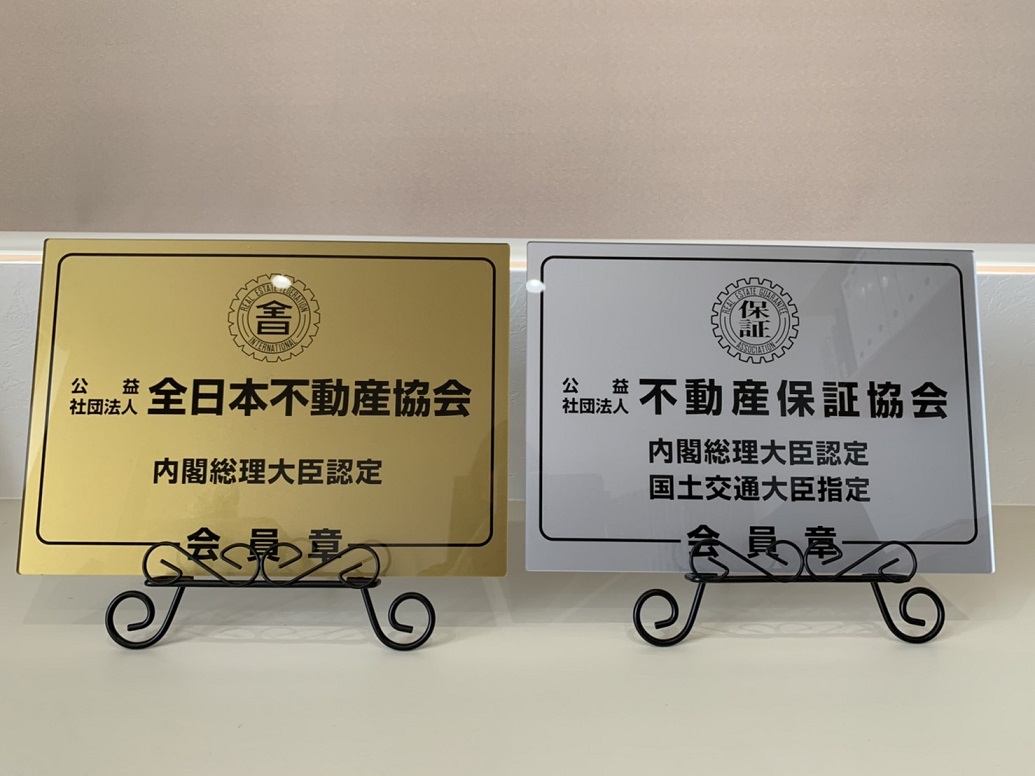 REAL ESTATE FEDERATION
全日
INTERNATIONAL
公益
社団法人 全日本不動産協会
内閣総理大臣認定
会員章
REAL ESTATE GUARANTEE
保証
ASSOCIATION
公益
社団法人 不動産保証協会
内閣総理大臣認定
国土交通大臣指定
会員章